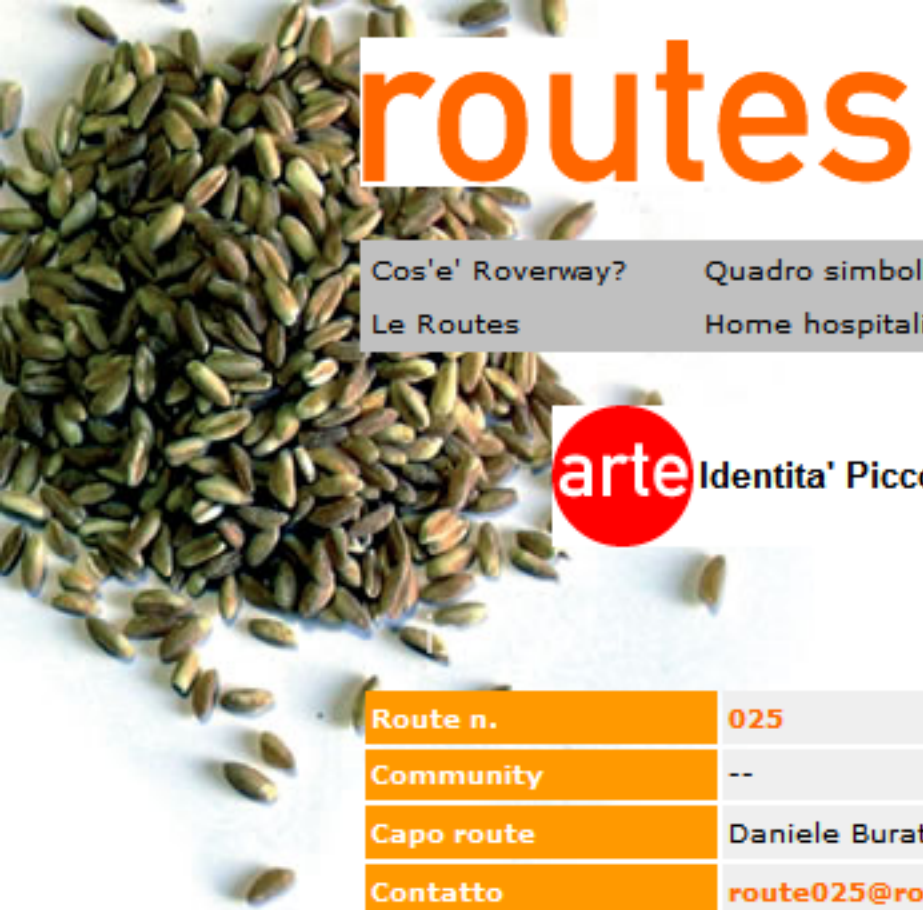 routes
Cos'e' Roverway? Quadro simbol
Le Routes Home hospitali
arte Identita' Picc
Route n. 025
Community --
Capo route Daniele Burat
Contatto route025@ro